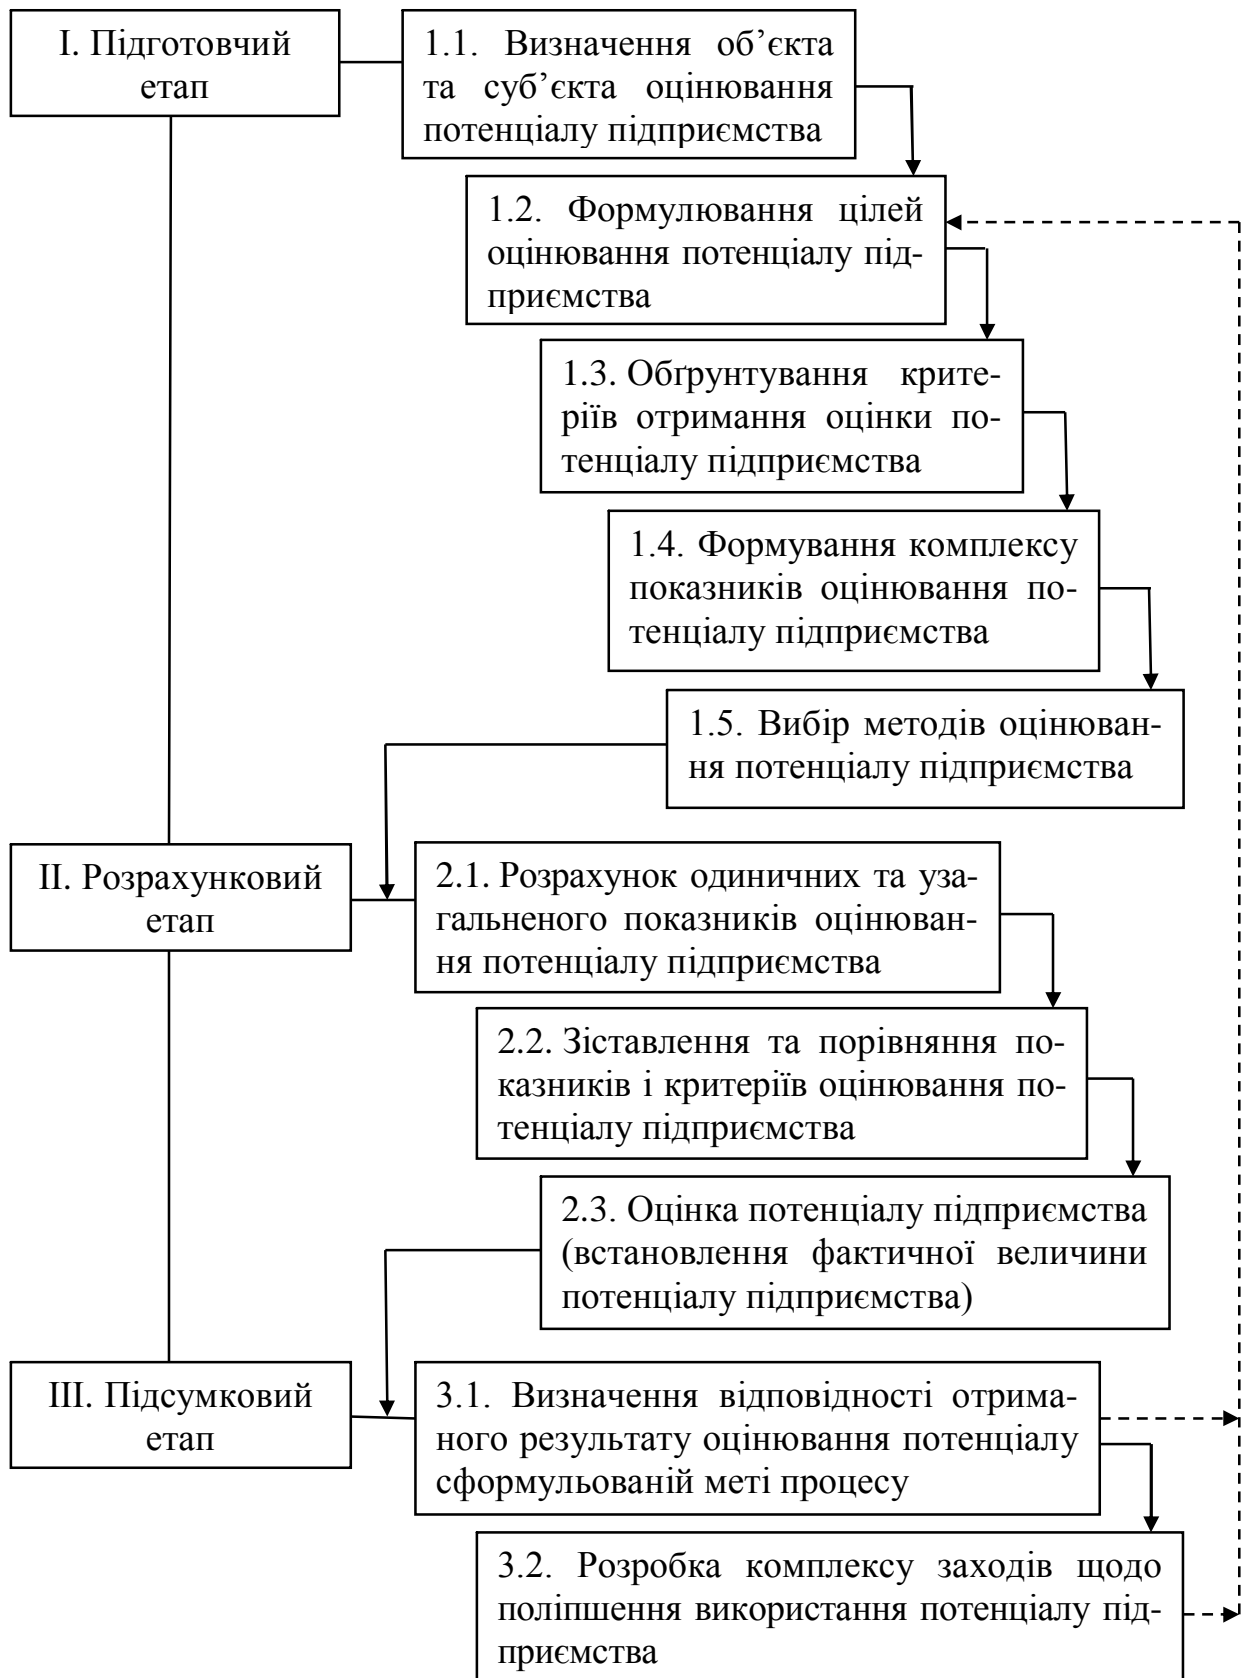 І. Підготовчий
етап
1.1. Визначення об’єкта
та суб’єкта оцінювання
потенціалу підприємства
1.2. Формулювання цілей
оцінювання потенціалу під-
приємства
1.3. Обґрунтування крите-
ріїв отримання оцінки по-
тенціалу підприємства
1.4. Формування комплексу
показників оцінювання по-
тенціалу підприємства
1.5. Вибір методів оцінюван-
ня потенціалу підприємства
ІІ. Розрахунковий
етап
2.1. Розрахунок одиничних та уза-
гальненого показників оцінюван-
ня потенціалу підприємства
2.2. Зіставлення та порівняння по-
казників і критеріїв оцінювання по-
тенціалу підприємства
2.3. Оцінка потенціалу підприємства
(встановлення фактичної величини
потенціалу підприємства)
ІІІ. Підсумковий
етап
3.1. Визначення відповідності отрима-
ного результату оцінювання потенціалу
сформульованій меті процесу
3.2. Розробка комплексу заходів щодо
поліпшення використання потенціалу під-
приємства